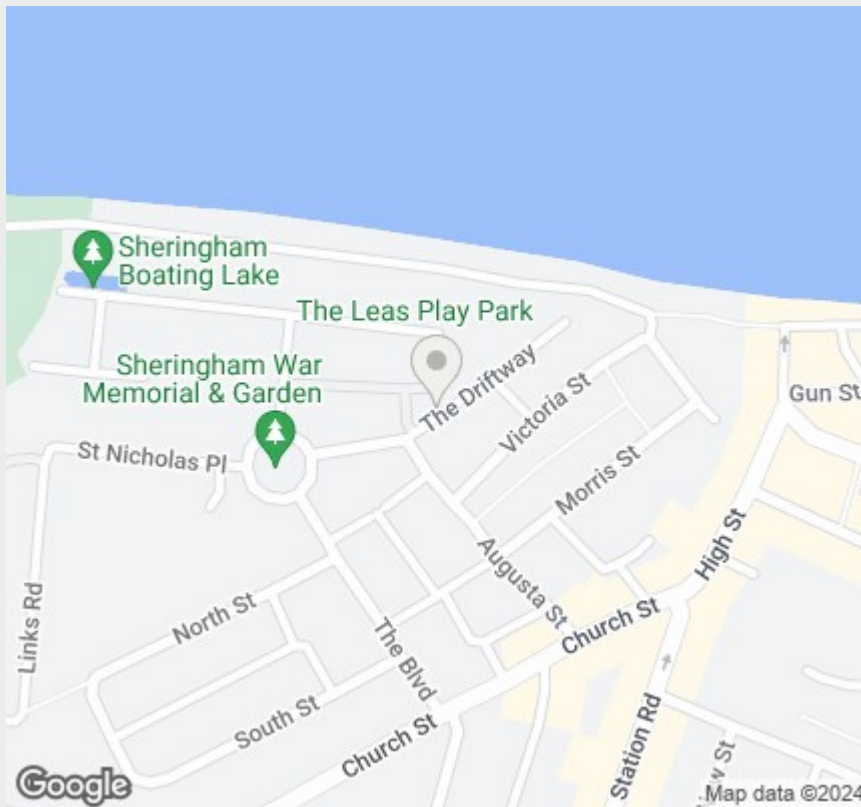 Sheringham
Boating Lake
The Leas Play Park
Sheringham War
Memorial & Garden
The Driftway
Victoria St
Gun St
St Nicholas Pl
Morris St
High St
Augusta St
North St
Church St
Links Rd
The Blvd
South St
Church St
Station Rd
Google
Map data ©2024